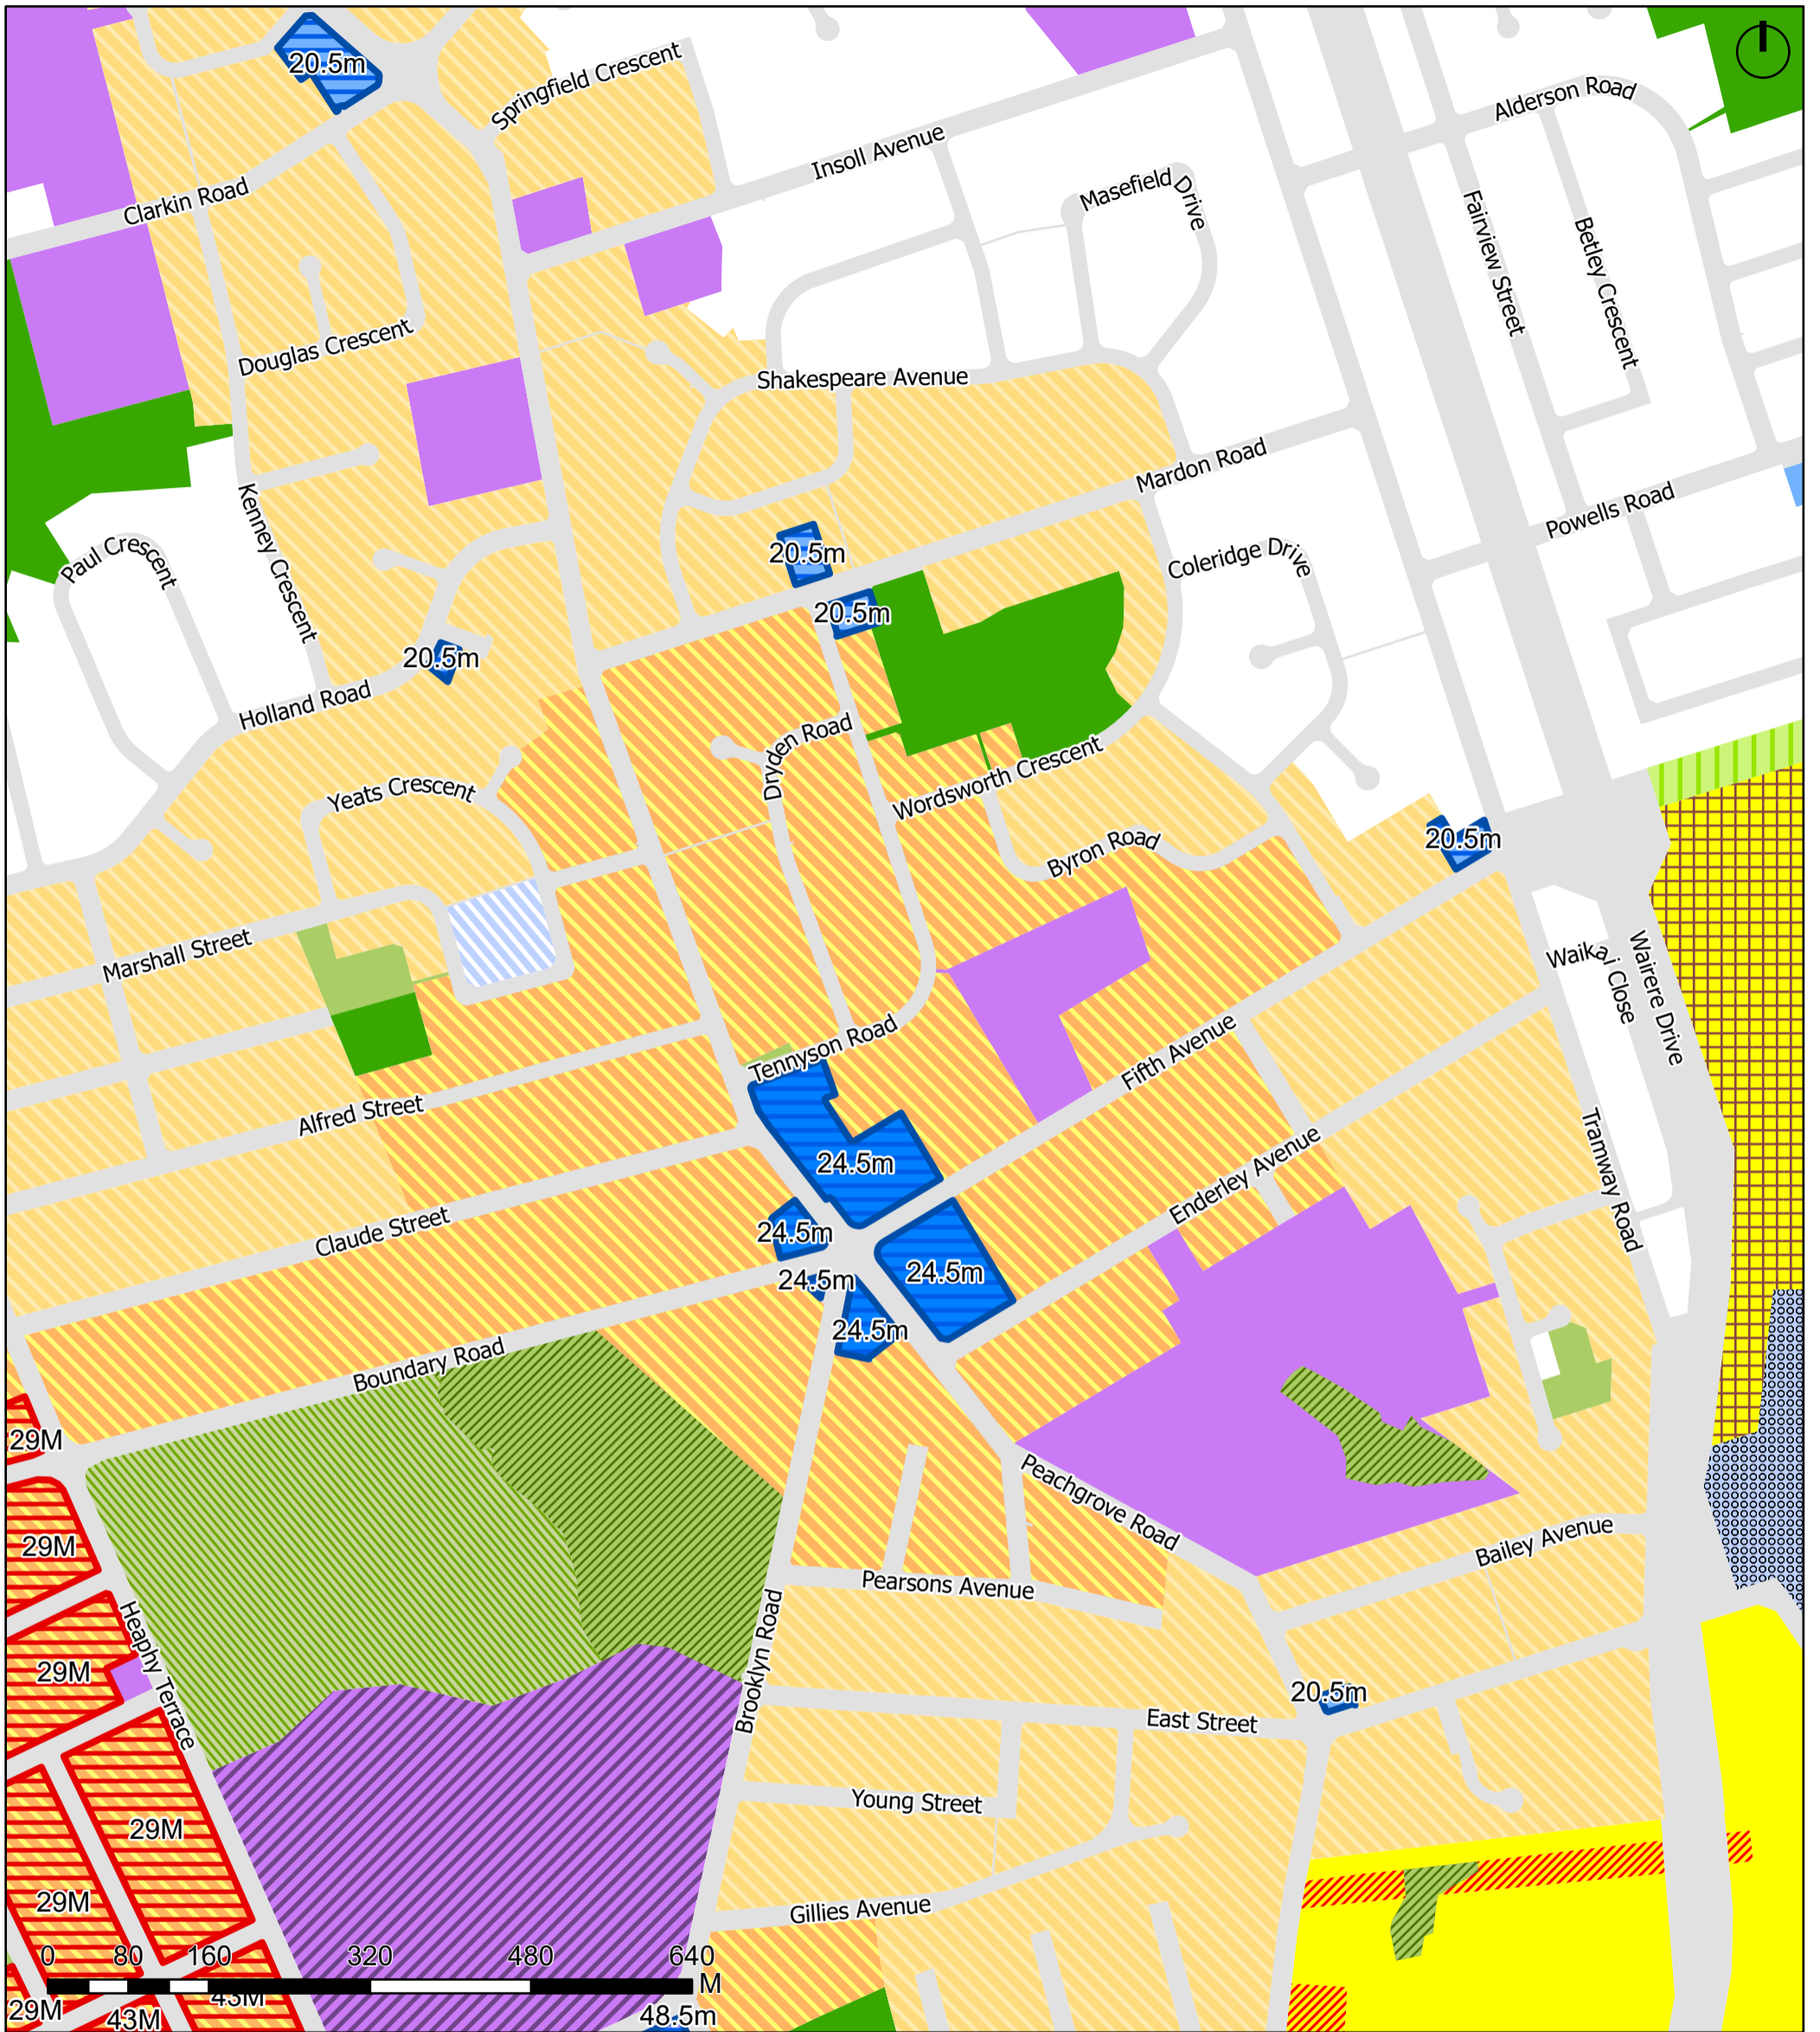 20.5m
Springfield Crescent
Alderson Road
Insoll Avenue
Masefield Drive
Clarkin Road
Fairview Street
Betley Crescent
Douglas Crescent
Shakespeare Avenue
Mardon Road
Powells Road
Kenney Crescent
Paul Crescent
20.5m
Coleridge Drive
20.5m
20.5m
Holland Road
Dryden Road
Wordsworth Crescent
Yeats Crescent
Byron Road
20.5m
Marshall Street
Waikai Close
Wairere Drive
Tennyson Road
Fifth Avenue
Alfred Street
24.5m
Enderley Avenue
Tramway Road
Claude Street
24.5m
24.5m
24.5m
24.5m
Boundary Road
29M
Peachgrove Road
29M
Bailey Avenue
Pearsons Avenue
Heaphy Terrace
Brooklyn Road
29M
20.5m
East Street
Young Street
29M
29M
Gillies Avenue
0 80 160 320 480 640
M
43M
29M
43M
48.5m